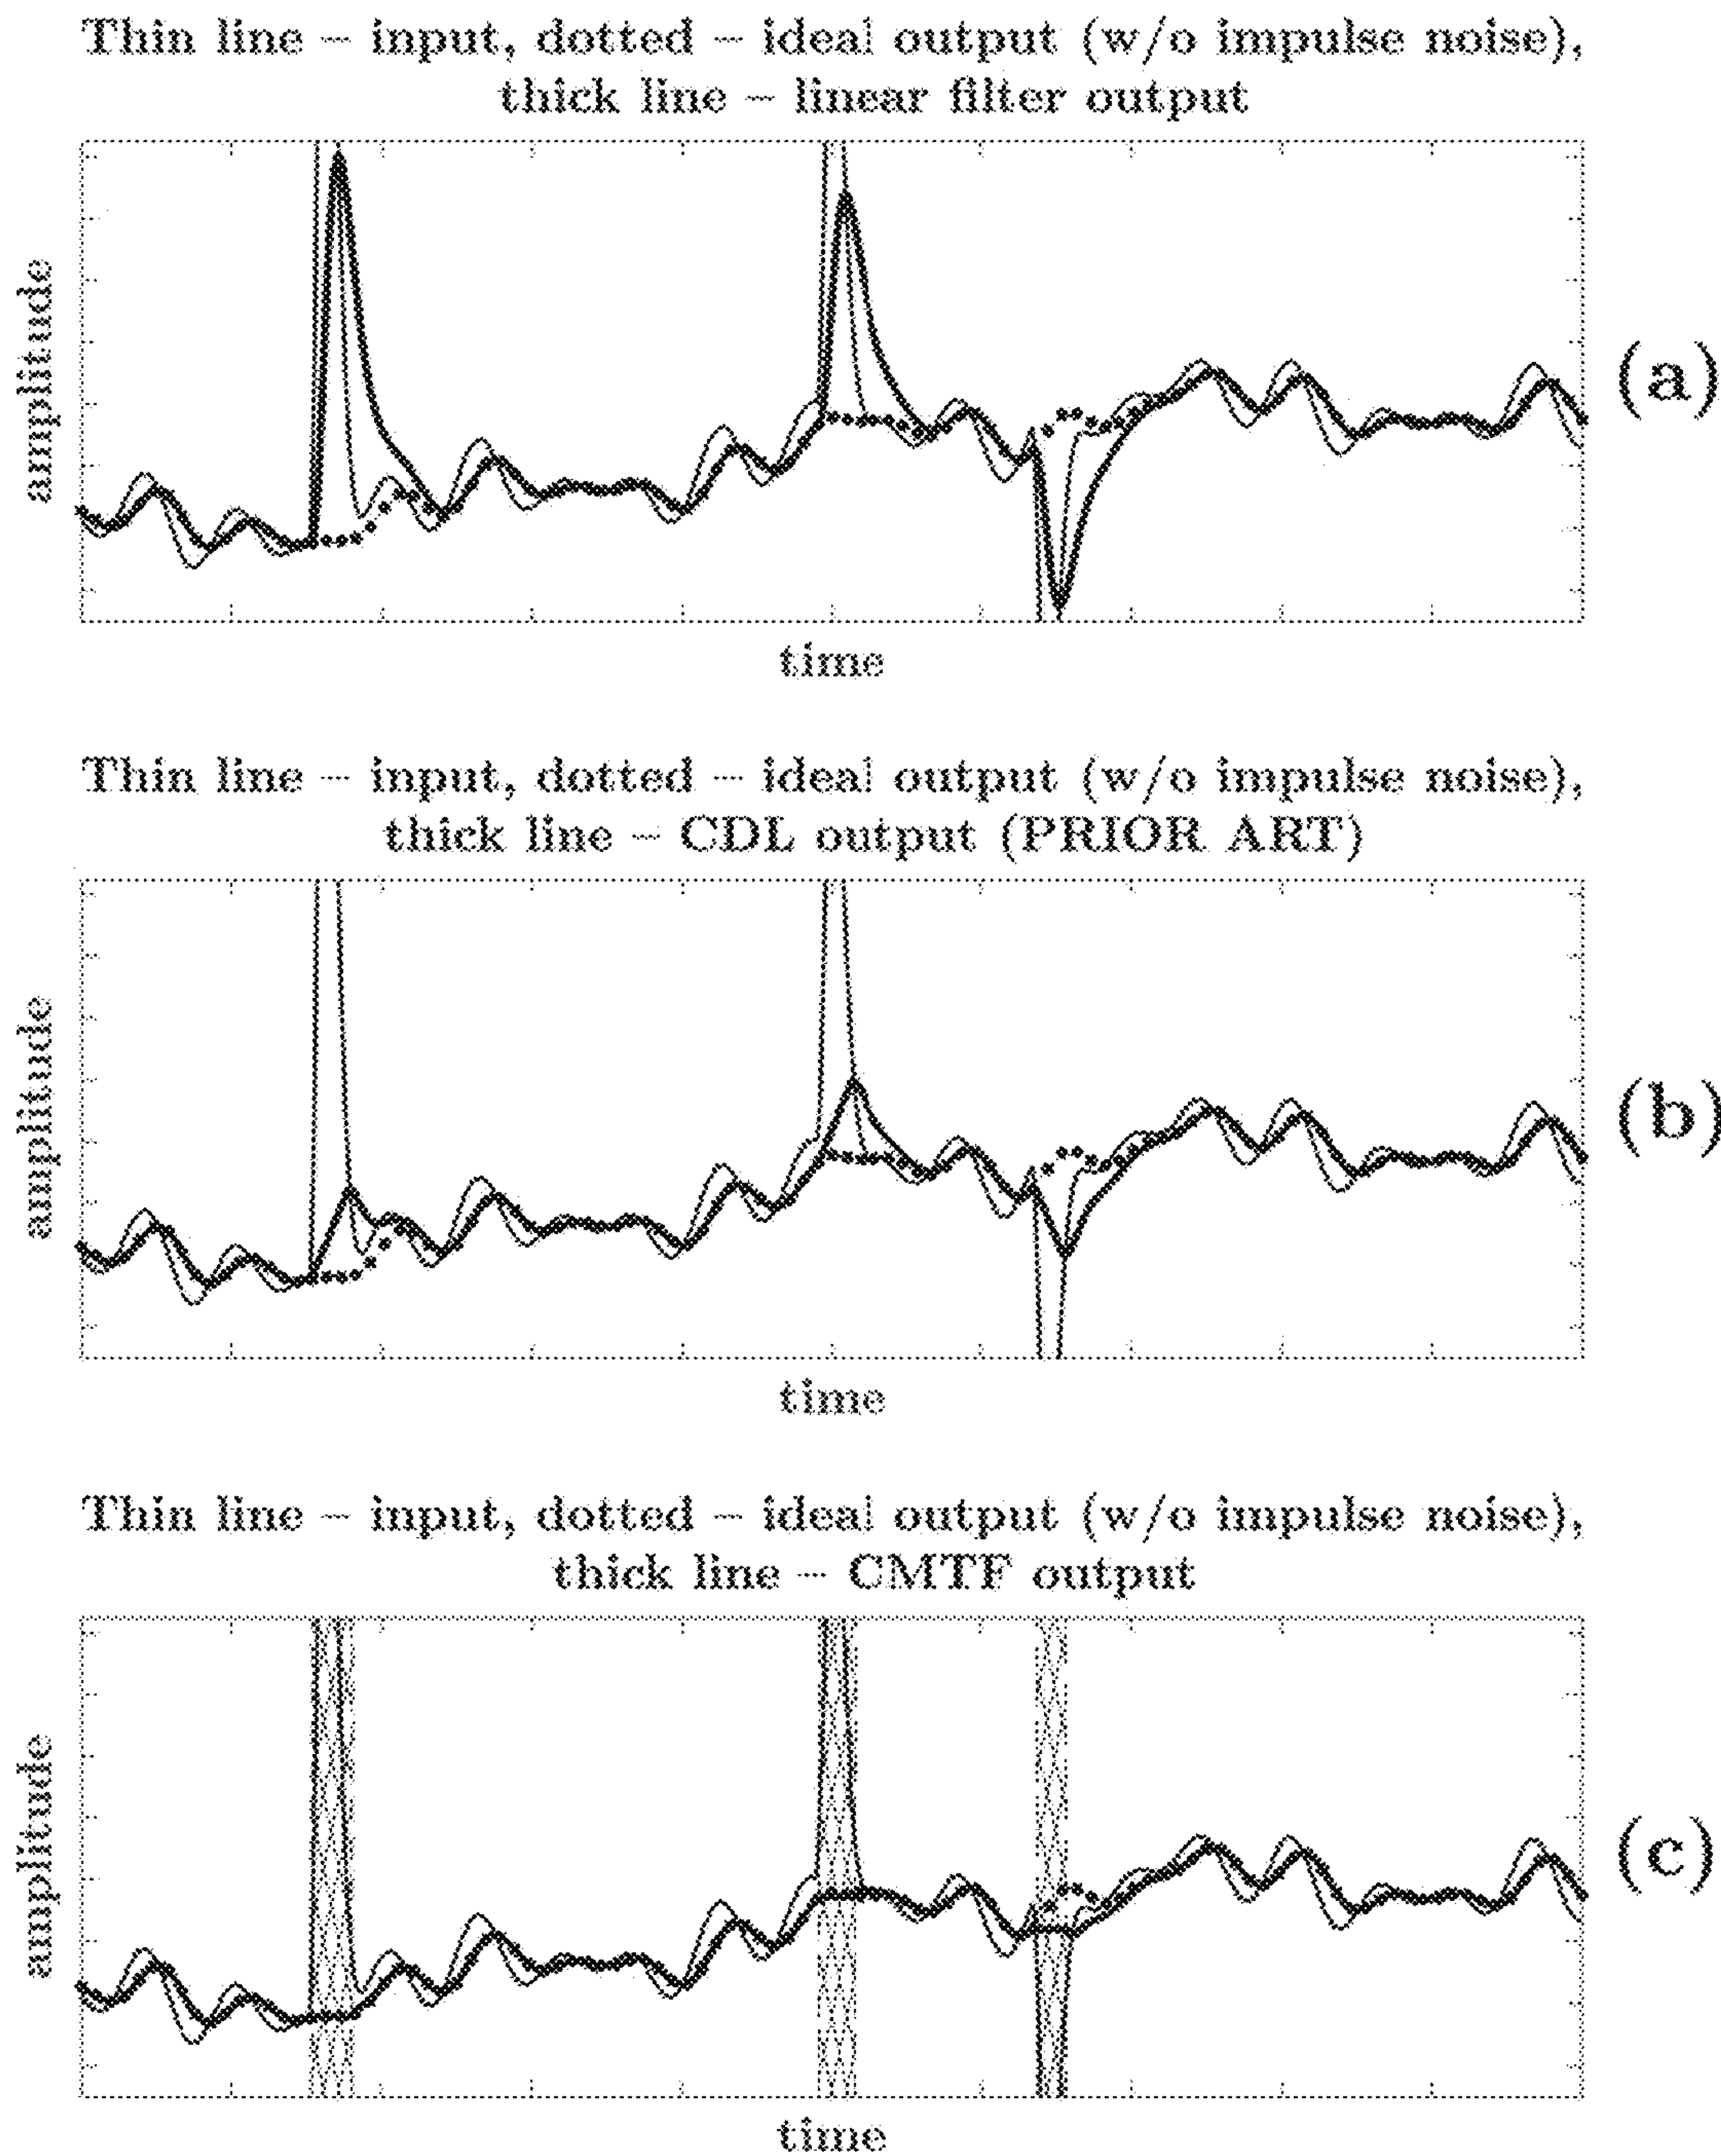 Thin line – input, dotted – ideal output (w/o impulse noise),
thick line – linear filter output
amplitude
(a)
time
Thin line – input, dotted – ideal output (w/o impulse noise),
thick line – CDL output (PRIOR ART)
amplitude
(b)
time
Thin line – input, dotted – ideal output (w/o impulse noise),
thick line – CMTF output
amplitude
(c)
time